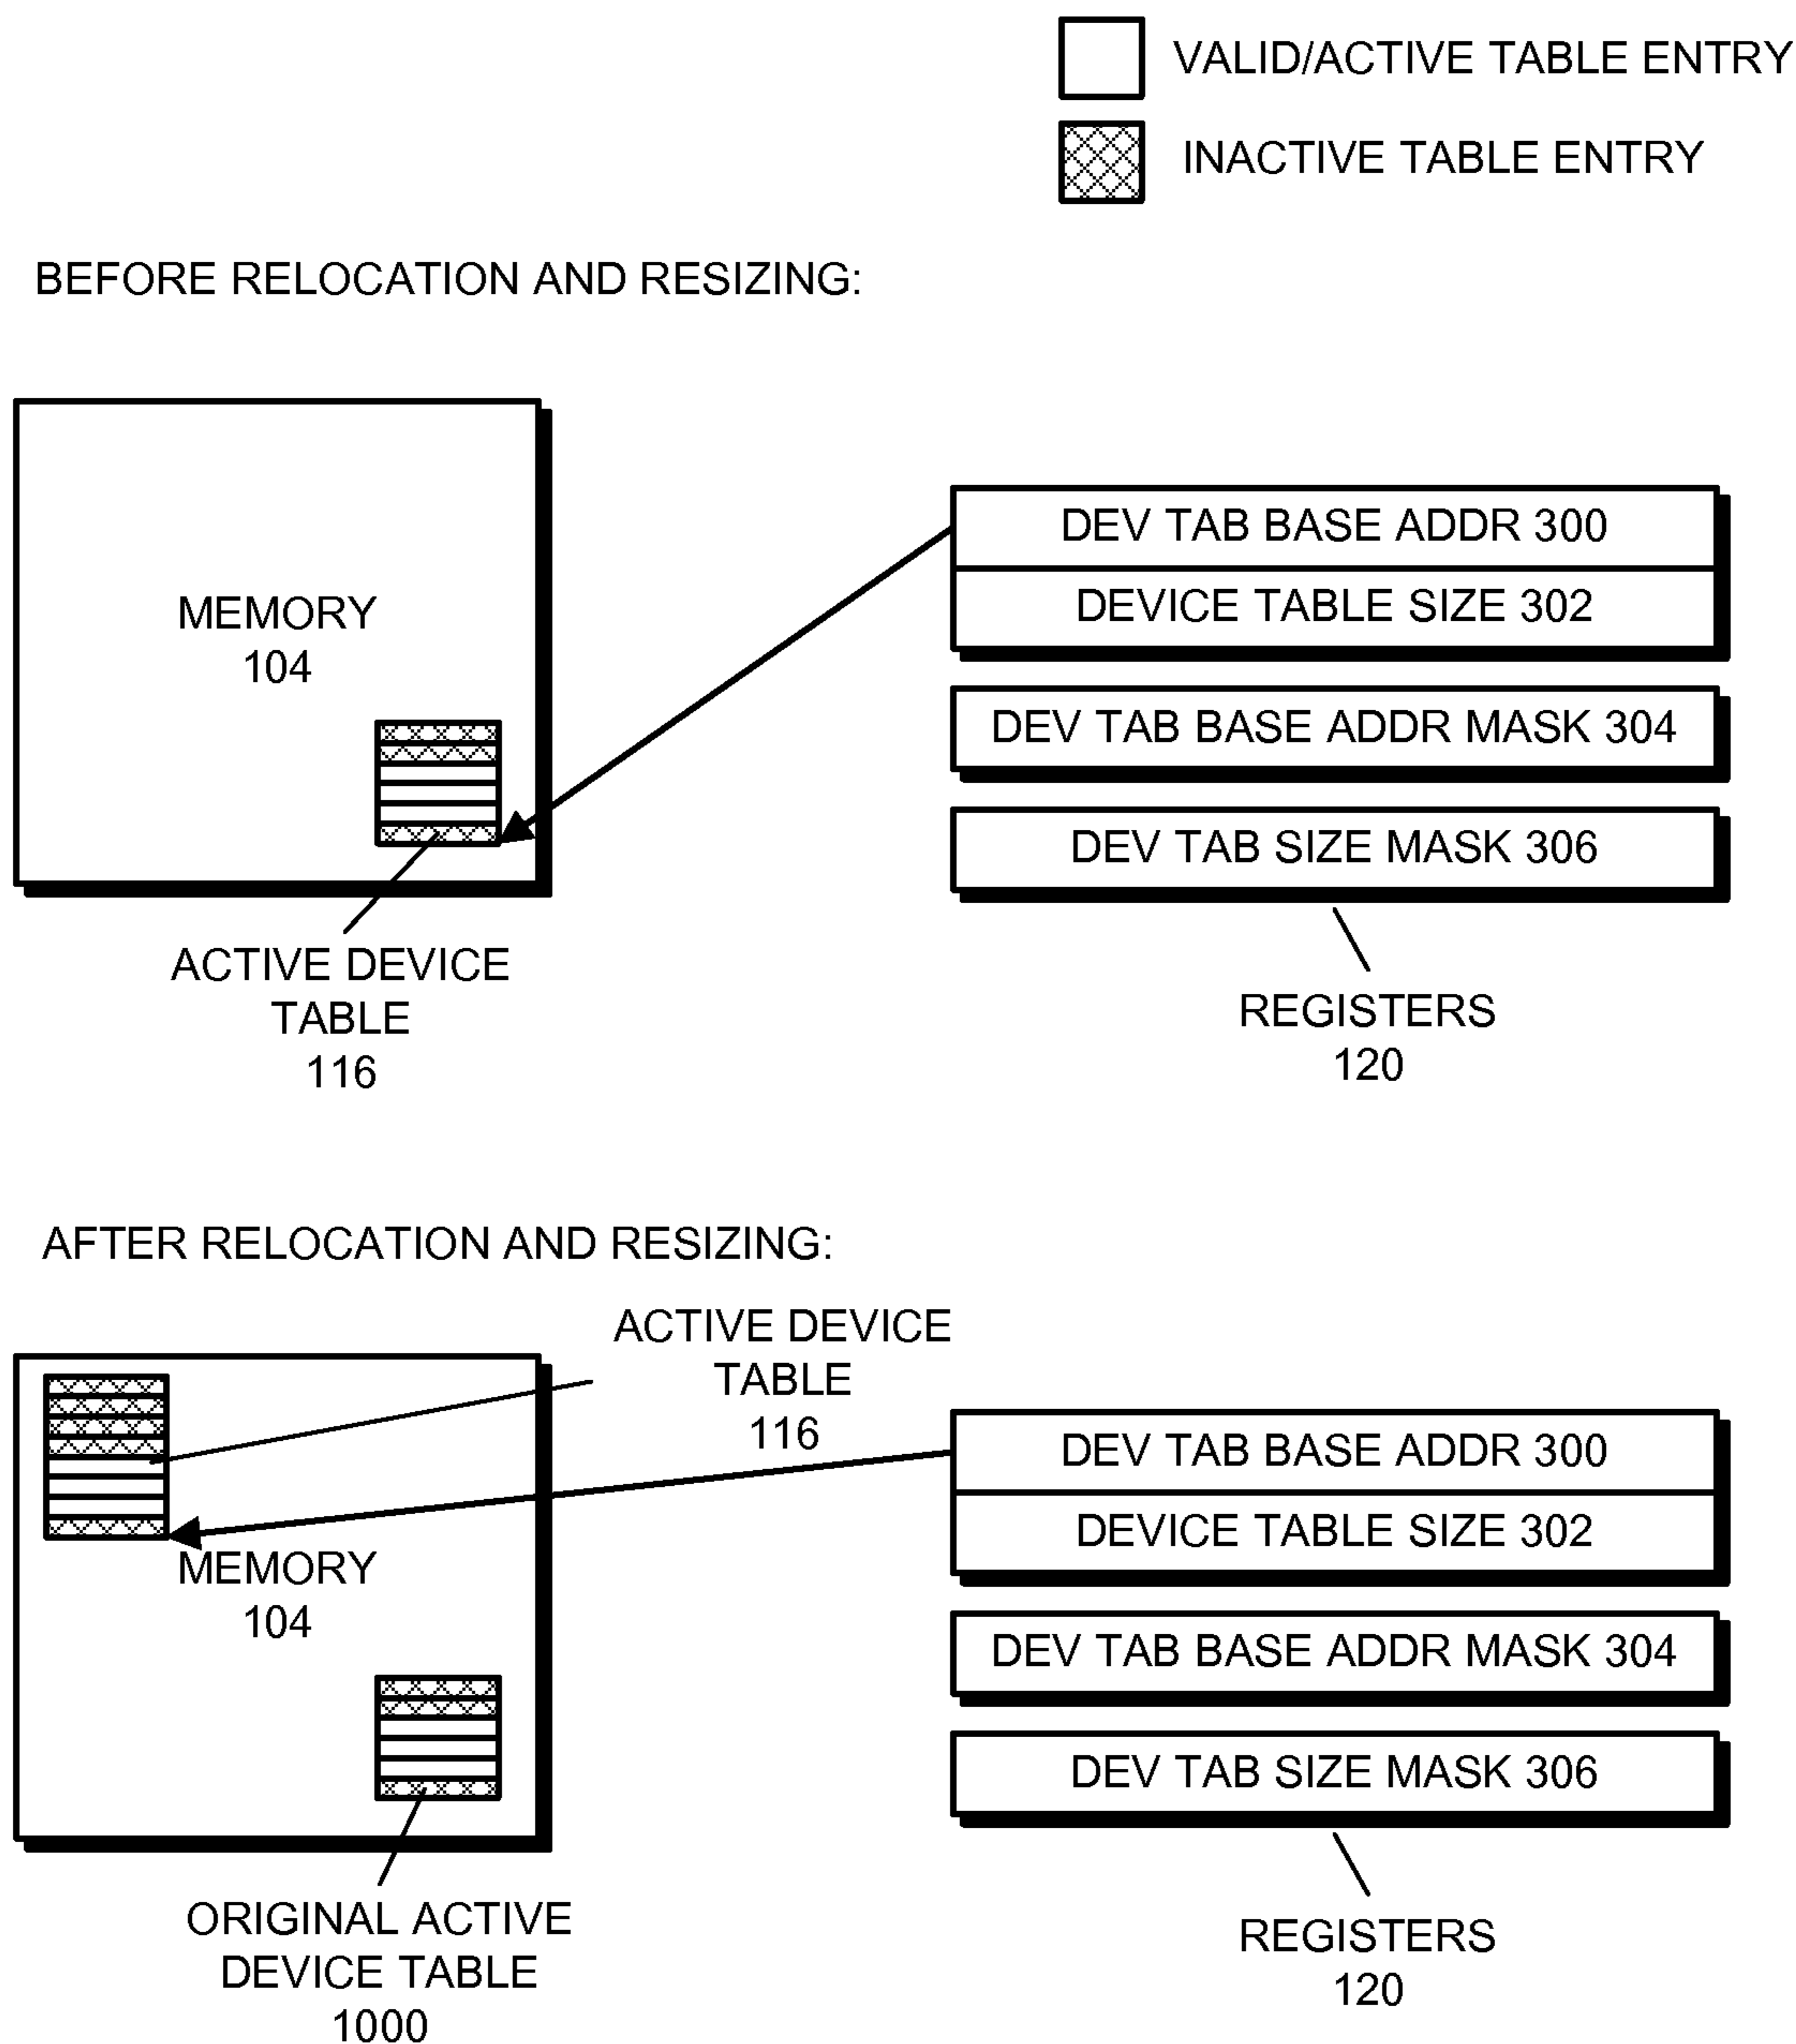 VALID/ACTIVE TABLE ENTRY
INACTIVE TABLE ENTRY
BEFORE RELOCATION AND RESIZING:
MEMORY
104
DEV TAB BASE ADDR 300
DEVICE TABLE SIZE 302
DEV TAB BASE ADDR MASK 304
DEV TAB SIZE MASK 306
ACTIVE DEVICE
TABLE
116
REGISTERS
120
AFTER RELOCATION AND RESIZING:
ACTIVE DEVICE
TABLE
116
MEMORY
104
DEV TAB BASE ADDR 300
DEVICE TABLE SIZE 302
DEV TAB BASE ADDR MASK 304
DEV TAB SIZE MASK 306
ORIGINAL ACTIVE
DEVICE TABLE
1000
REGISTERS
120